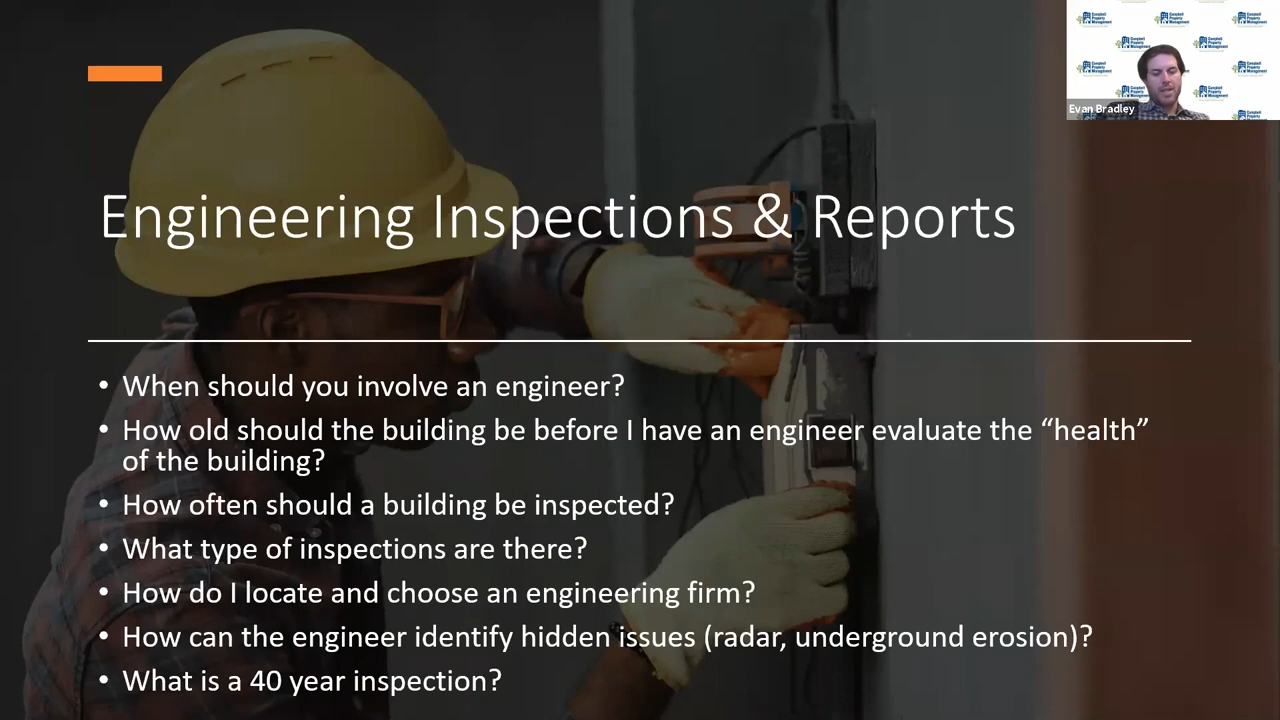 Campbell
Property
Management
Evan Bradley
Engineering Inspections & Reports
• When should you involve an engineer?
• How old should the building be before I have an engineer evaluate the “health”
of the building?
• How often should a building be inspected?
• What type of inspections are there?
• How do I locate and choose an engineering firm?
• How can the engineer identify hidden issues (radar, underground erosion)?
• What is a 40 year inspection?